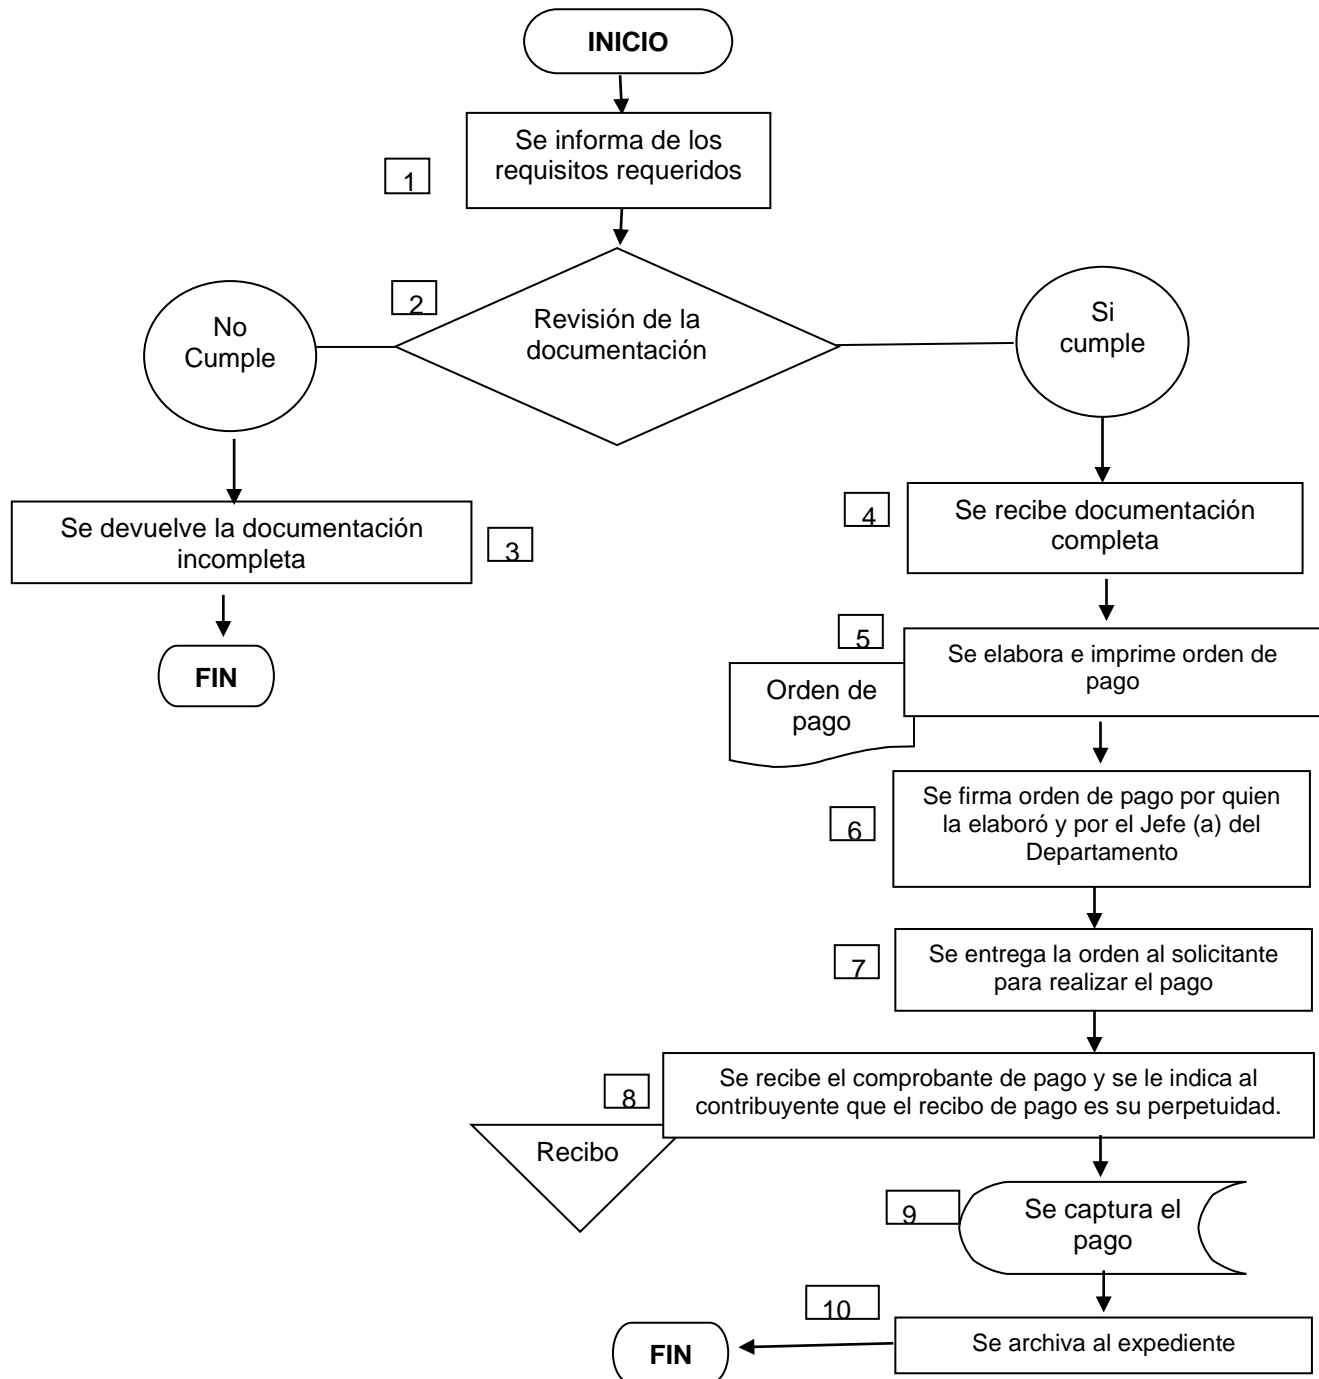 INICIO
Se informa de los
requisitos requeridos
1
2
Revisión de la
documentación
No
Cumple
Si
cumple
Se devuelve la documentación
incompleta
3
FIN
4
Se recibe documentación
completa
5
Se elabora e imprime orden de
pago
Orden de
pago
6
Se firma orden de pago por quien
la elaboró y por el Jefe (a) del
Departamento
7
Se entrega la orden al solicitante
para realizar el pago
8
Se recibe el comprobante de pago y se le indica al
contribuyente que el recibo de pago es su perpetuidad.
Recibo
9
Se captura el
pago
10
Se archiva al expediente
FIN